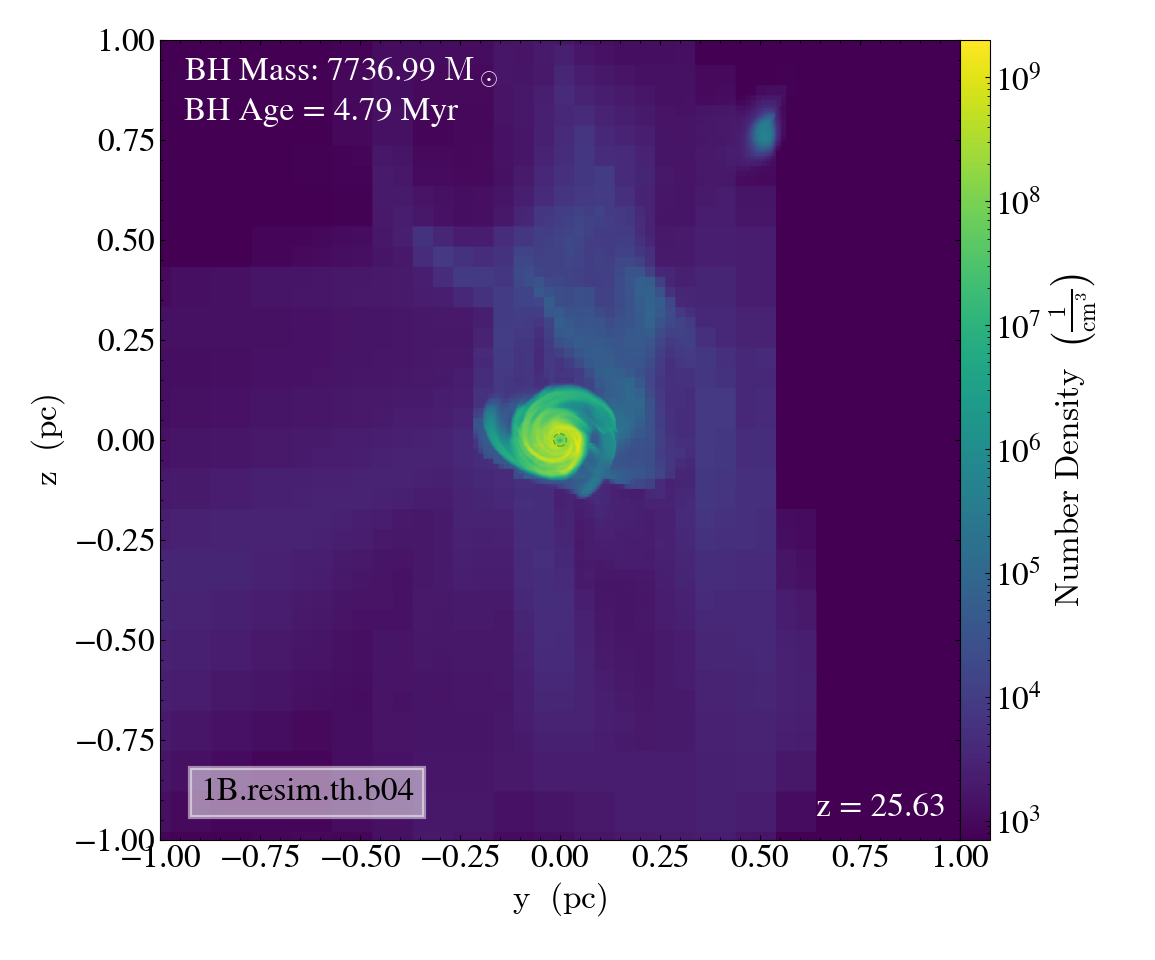 BH Mass: 7736.99 M⊙
BH Age = 4.79 Myr
1B.resim.th.b04
z = 25.63
1.00
0.75
0.50
0.25
0.00
−0.25
−0.50
−0.75
−1.00
z (pc)
−1.00 −0.75 −0.50 −0.25 0.00 0.25 0.50 0.75 1.00
y (pc)
10⁹
10⁸
10⁷
10⁶
10⁵
10⁴
10³
Number Density (1/cm³)